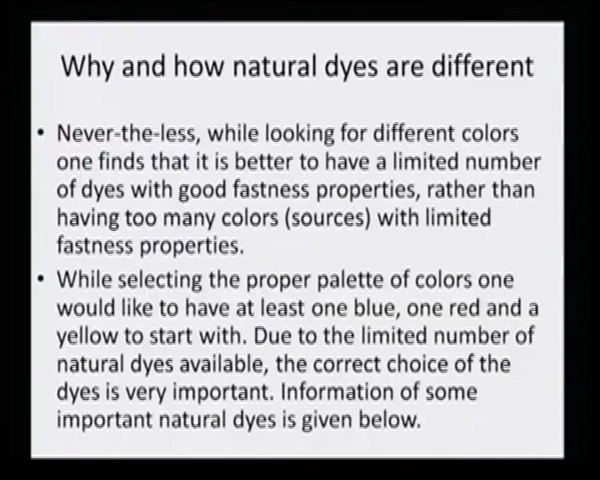 Why and how natural dyes are different
• Never-the-less, while looking for different colors
one finds that it is better to have a limited number
of dyes with good fastness properties, rather than
having too many colors (sources) with limited
fastness properties.
• While selecting the proper palette of colors one
would like to have at least one blue, one red and a
yellow to start with. Due to the limited number of
natural dyes available, the correct choice of the
dyes is very important. Information of some
important natural dyes is given below.